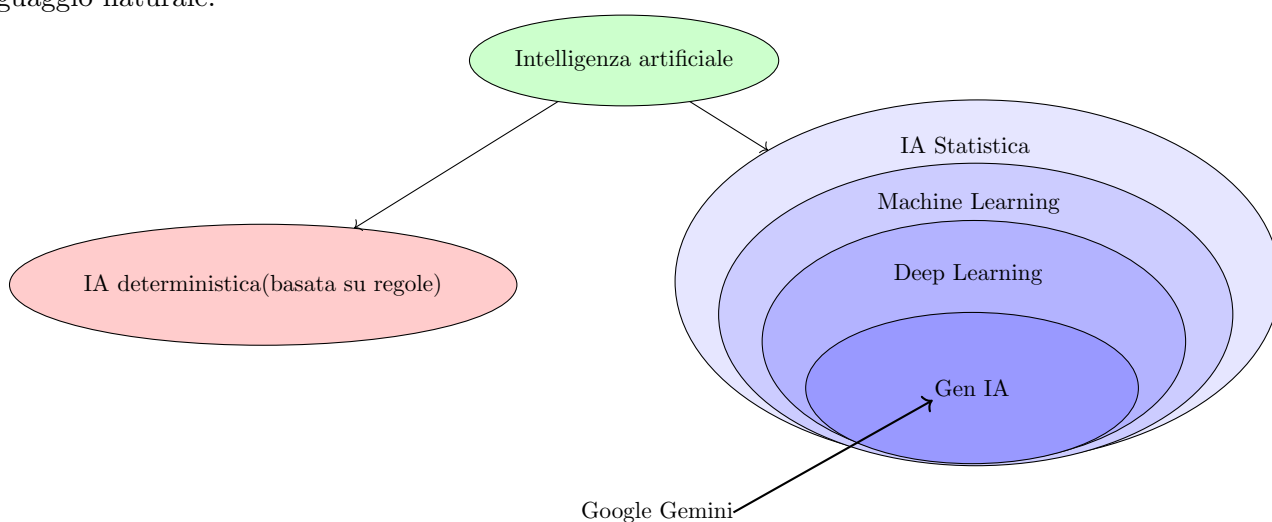 guaggio naturale.
Intelligenza artificiale
IA Statistica
Machine Learning
Deep Learning
IA deterministica(basata su regole)
Gen IA
Google Gemini